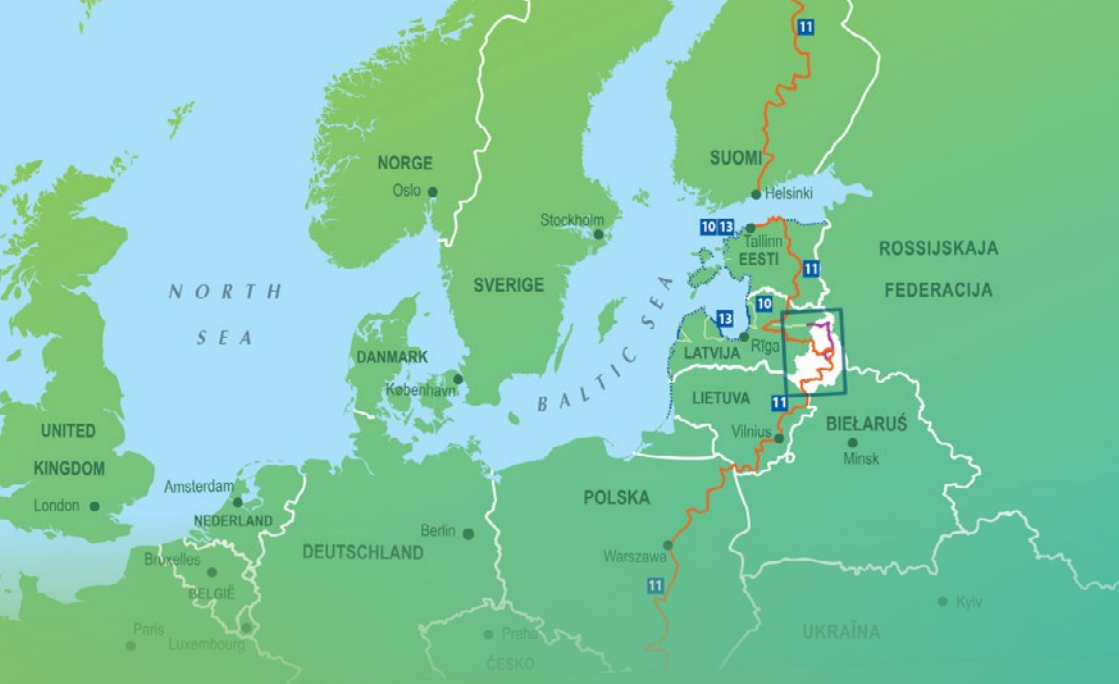 11
NORGE
SUOMI
Oslo
Helsinki
Stockholm
10 13
Tallinn
EESTI
ROSSIJSKAJA
11
SVERIGE
FEDERACIJA
NORTH
SEA
BALTIC SEA
10
13
DANMARK
LATVIJA
Rīga
København
LIETUVA
11
UNITED
KINGDOM
Vilnius
BIEŁARUŚ
Minsk
Amsterdam
London
POLSKA
NEDERLAND
Berlin
DEUTSCHLAND
Warszawa
Bruxelles
11
BELGIË
Kyiv
Paris
Luxembourg
Praha
UKRAÏNA
ČESKO